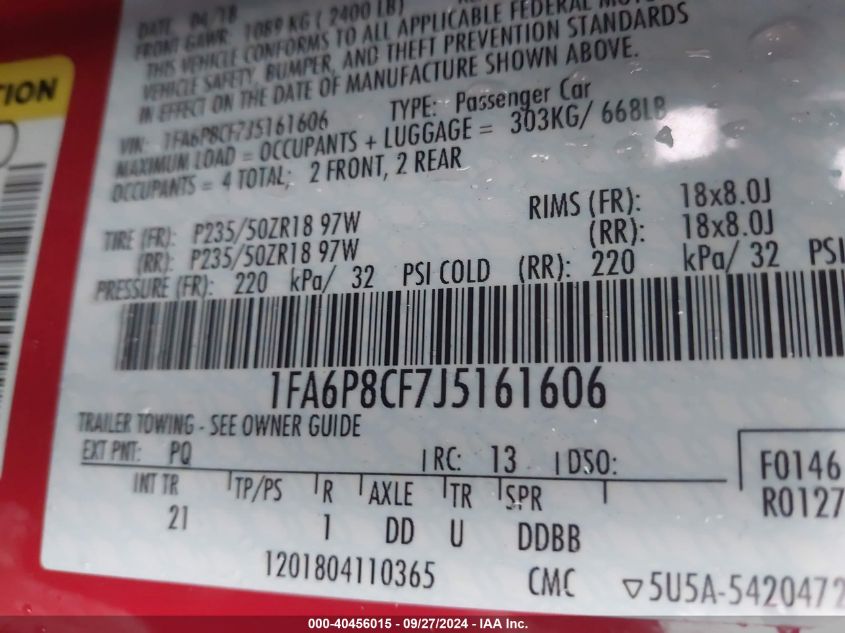 DATE: 04/18
FRONT GAWR: 1089 KG ( 2400 LB)
THIS VEHICLE CONFORMS TO ALL APPLICABLE FEDERAL
VEHICLE SAFETY, BUMPER, AND THEFT PREVENTION STANDARDS
IN EFFECT ON THE DATE OF MANUFACTURE SHOWN ABOVE.
VIN: 1FA6P8CF7J5161606 TYPE: Passenger Car
MAXIMUM LOAD = OCCUPANTS + LUGGAGE = 303KG/ 668LB
OCCUPANTS = 4 TOTAL; 2 FRONT, 2 REAR
TIRE (FR): P235/50ZR18 97W RIMS (FR): 18x8.0J
(RR): P235/50ZR18 97W (RR): 18x8.0J
PRESSURE (FR): 220 kPa/ 32 PSI COLD (RR): 220 kPa/ 32 PSI
1FA6P8CF7J5161606
TRAILER TOWING - SEE OWNER GUIDE
EXT PNT: PQ RC: 13 DSO:
INT TR TP/PS R AXLE TR SPR
21 1 DD U DDBB
F0146
R0127
1201804110365 CMC ▽5U5A-5420472
TION
000-40456015 - 09/27/2024 - IAA Inc.